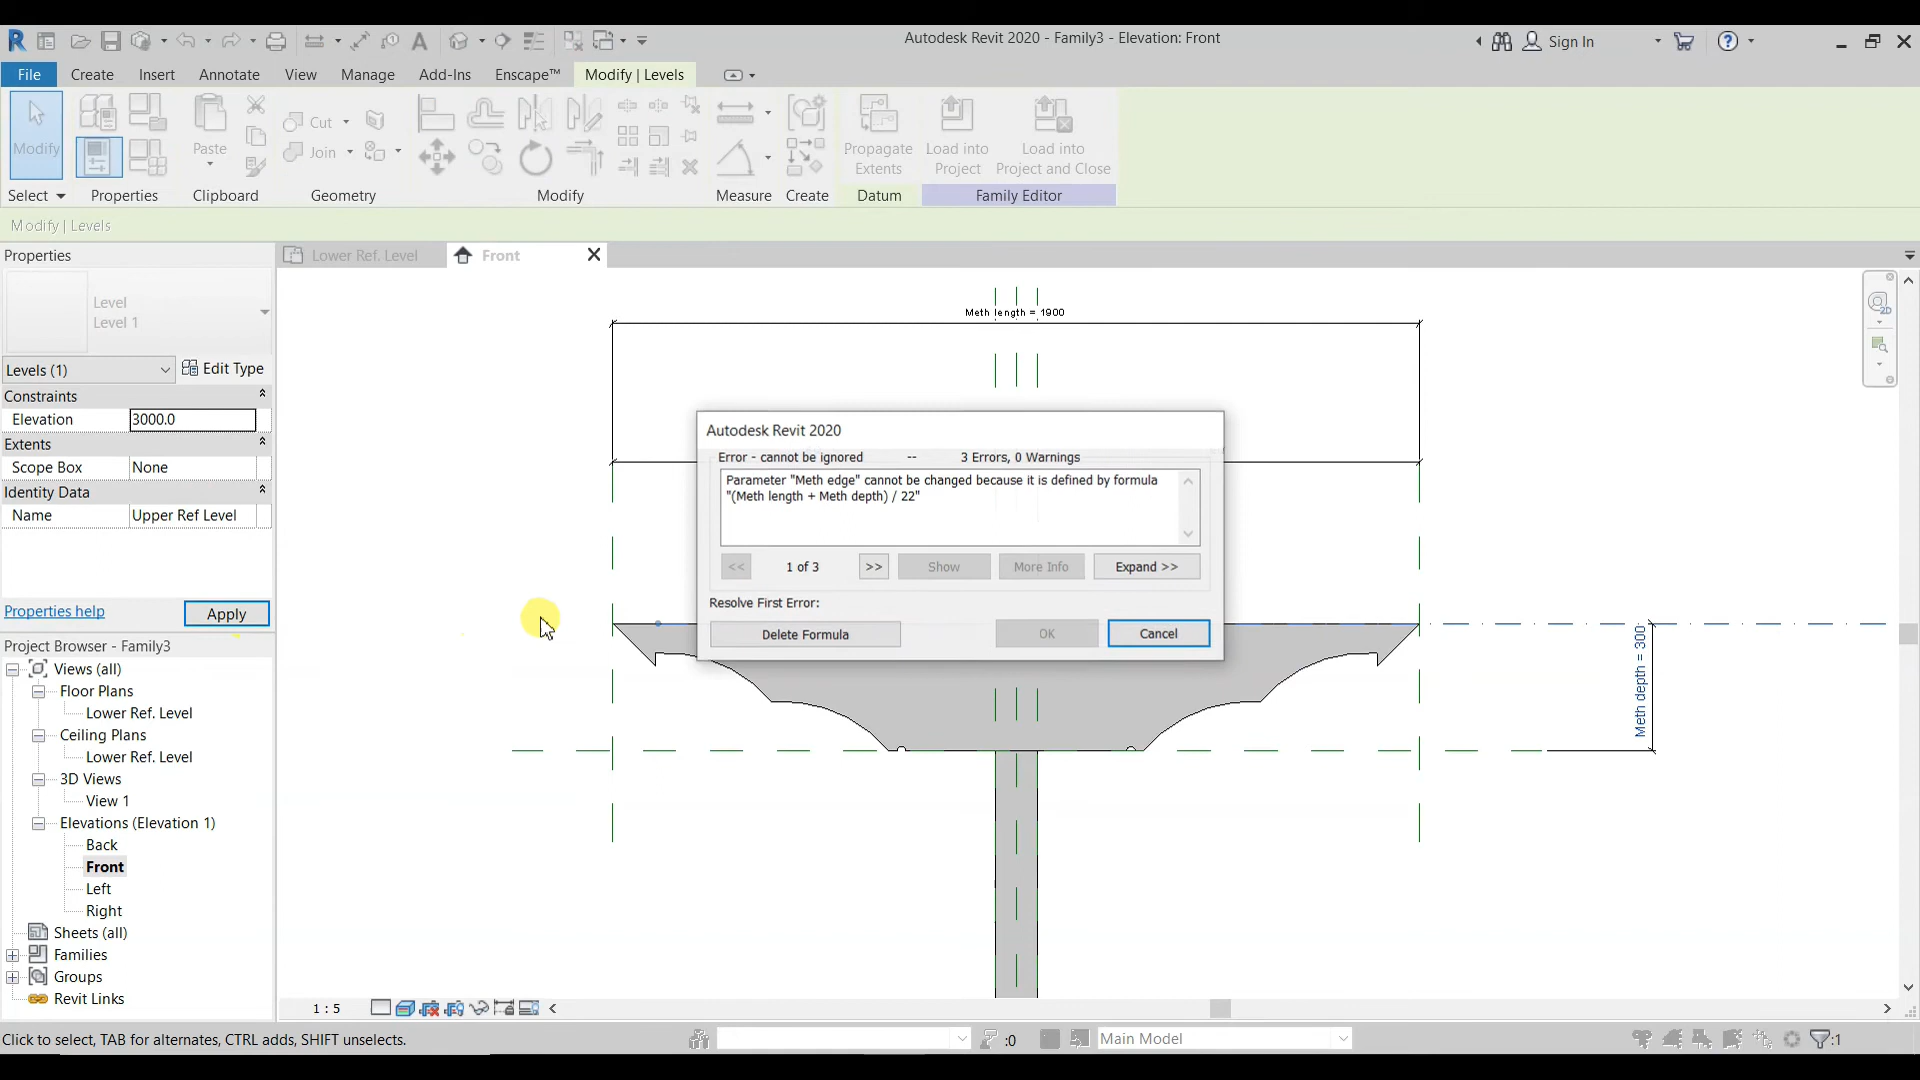 Autodesk Revit 2020 - Family3 - Elevation: Front
Sign In
File
Create
Insert
Annotate
View
Manage
Add-Ins
Enscape™
Modify | Levels
Modify
Paste
Cut
Join
Propagate
Extents
Load into
Project
Load into
Project and Close
Select
Properties
Clipboard
Geometry
Modify
Measure
Create
Datum
Family Editor
Modify | Levels
Properties
Lower Ref. Level
Front
Level
Level 1
Levels (1)
Edit Type
Constraints
Elevation
3000.0
Extents
Scope Box
None
Identity Data
Name
Upper Ref Level
Properties help
Apply
Project Browser - Family3
Views (all)
Floor Plans
Lower Ref. Level
Ceiling Plans
Lower Ref. Level
3D Views
View 1
Elevations (Elevation 1)
Back
Front
Left
Right
Sheets (all)
Families
Groups
Revit Links
Meth length = 1900
Autodesk Revit 2020
Error - cannot be ignored -- 3 Errors, 0 Warnings
Parameter "Meth edge" cannot be changed because it is defined by formula
"(Meth length + Meth depth) / 22"
<<
1 of 3
>>
Show
More Info
Expand >>
Resolve First Error:
Delete Formula
OK
Cancel
Meth depth = 300
2D
1 : 5
Click to select, TAB for alternates, CTRL adds, SHIFT unselects.
:0
Main Model
:1